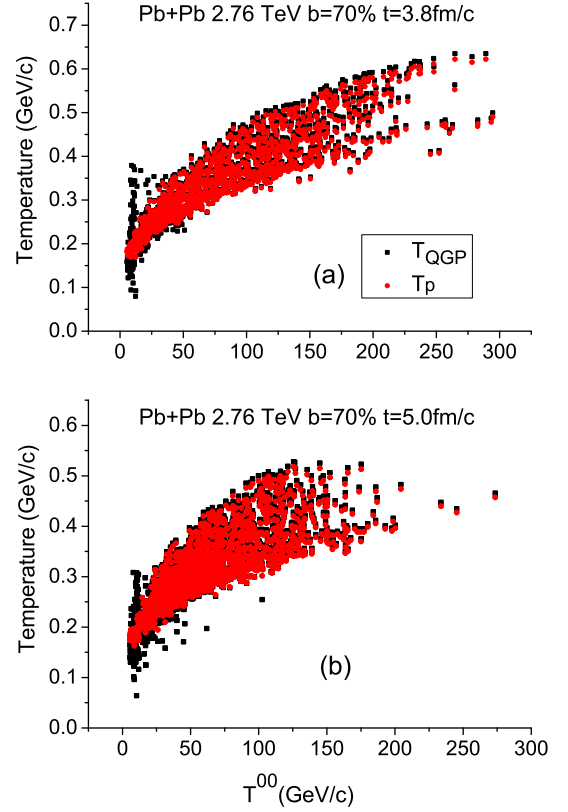 Pb+Pb 2.76 TeV b=70% t=3.8fm/c
0.7
0.6
0.5
0.4
0.3
0.2
0.1
0.0
Temperature (GeV/c)
(a)
T_QGP
Tp
0 50 100 150 200 250 300
Pb+Pb 2.76 TeV b=70% t=5.0fm/c
0.6
0.5
0.4
0.3
0.2
0.1
0.0
Temperature (GeV/c)
(b)
0 50 100 150 200 250 300
T^00(GeV/c)